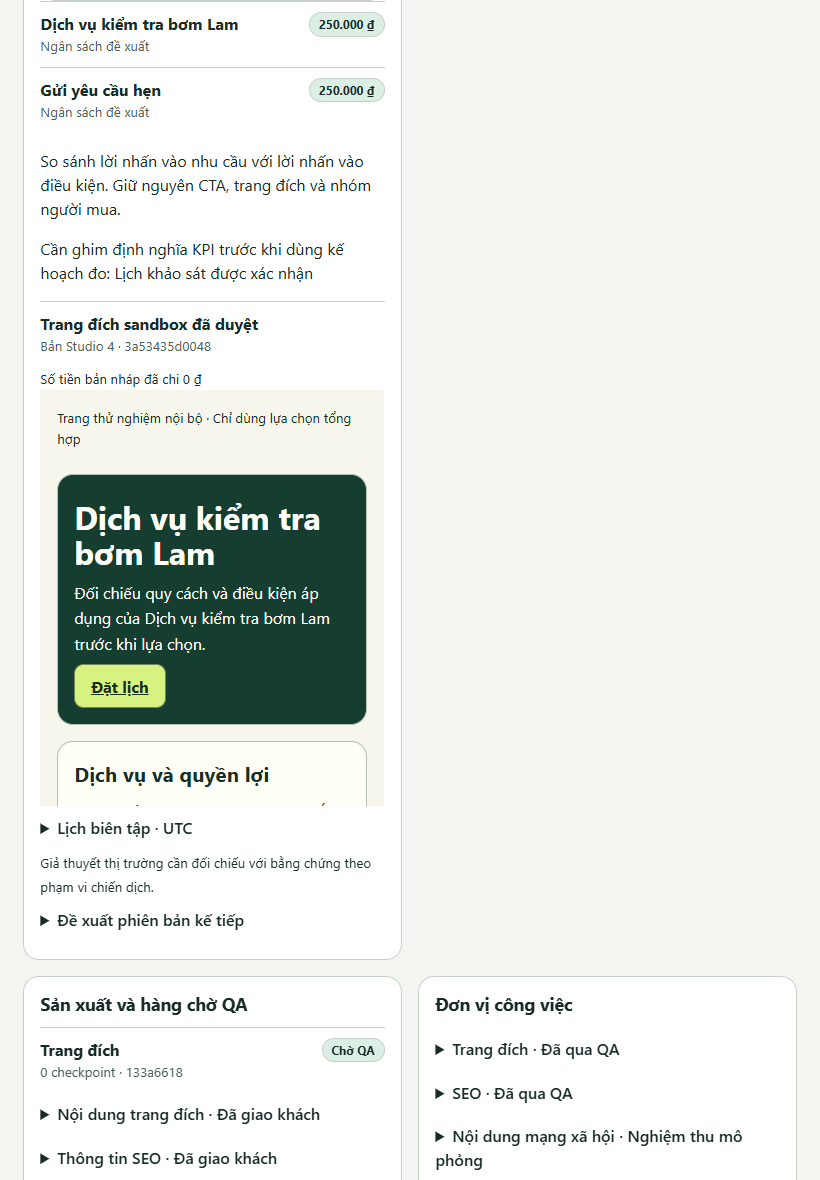 Dịch vụ kiểm tra bơm Lam
250.000 ₫
Ngân sách đề xuất
Gửi yêu cầu hẹn
250.000 ₫
Ngân sách đề xuất
So sánh lời nhấn vào nhu cầu với lời nhấn vào
điều kiện. Giữ nguyên CTA, trang đích và nhóm
người mua.
Cần ghim định nghĩa KPI trước khi dùng kế
hoạch đo: Lịch khảo sát được xác nhận
Trang đích sandbox đã duyệt
Bản Studio 4 · 3a53435d0048
Số tiền bản nháp đã chi 0 ₫
Trang thử nghiệm nội bộ · Chỉ dùng lựa chọn tổng
hợp
Dịch vụ kiểm tra
bơm Lam
Đối chiếu quy cách và điều kiện áp
dụng của Dịch vụ kiểm tra bơm Lam
trước khi lựa chọn.
Đặt lịch
Dịch vụ và quyền lợi
▶ Lịch biên tập · UTC
Giả thuyết thị trường cần đối chiếu với bằng chứng theo
phạm vi chiến dịch.
▶ Đề xuất phiên bản kế tiếp
Sản xuất và hàng chờ QA
Trang đích
Chờ QA
0 checkpoint · 133a6618
▶ Nội dung trang đích · Đã giao khách
▶ Thông tin SEO · Đã giao khách
Đơn vị công việc
▶ Trang đích · Đã qua QA
▶ SEO · Đã qua QA
▶ Nội dung mạng xã hội · Nghiệm thu mô
phỏng